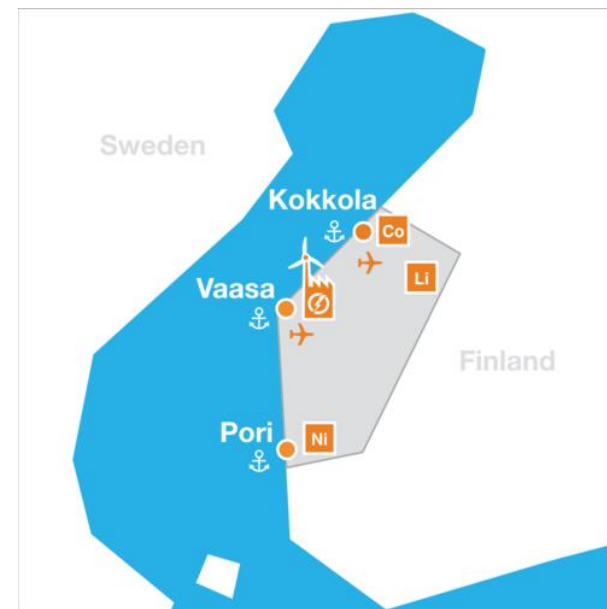 Sweden
Kokkola
Co
Li
Vaasa
Finland
Pori
Ni